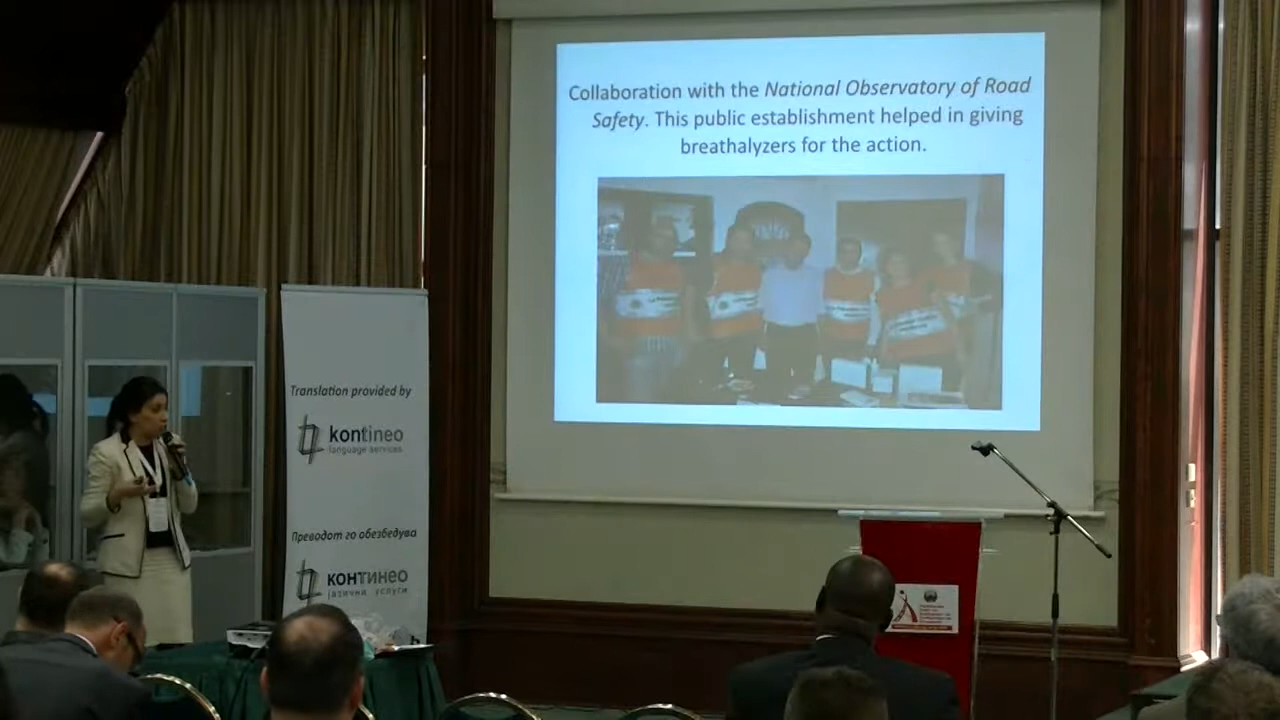 Collaboration with the National Observatory of Road
Safety. This public establishment helped in giving
breathalyzers for the action.
Translation provided by
kontineo
language services
Преводот го обезбедува
континео
јазични услуги